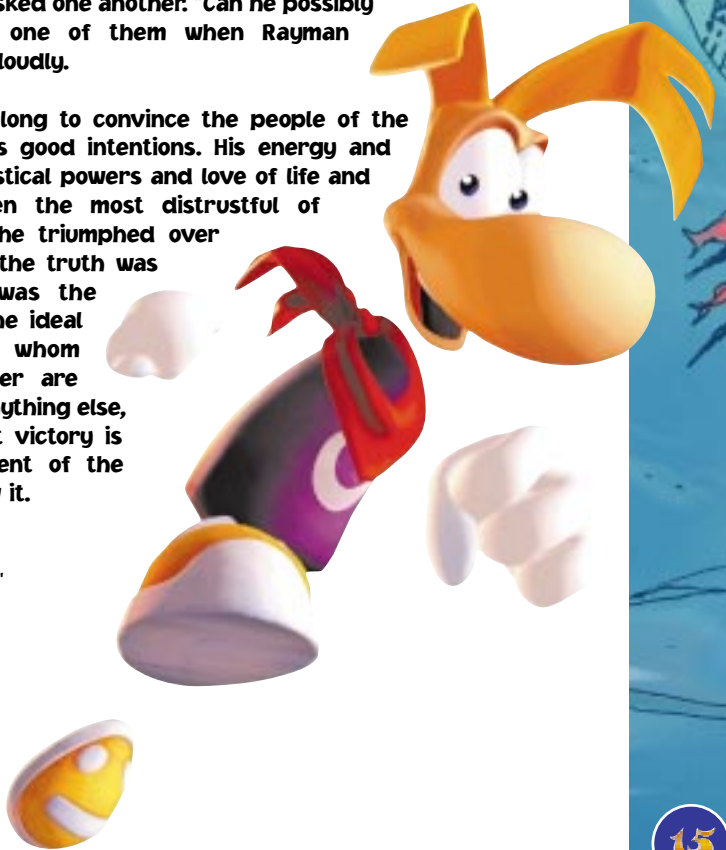 asked one another. "Can he possibly
one of them when Rayman
loudly.
long to convince the people of the
s good intentions. His energy and
stical powers and love of life and
en the most distrustful of
he triumphed over
the truth was
was the
he ideal
whom
er are
ything else,
t victory is
ent of the
it.
15